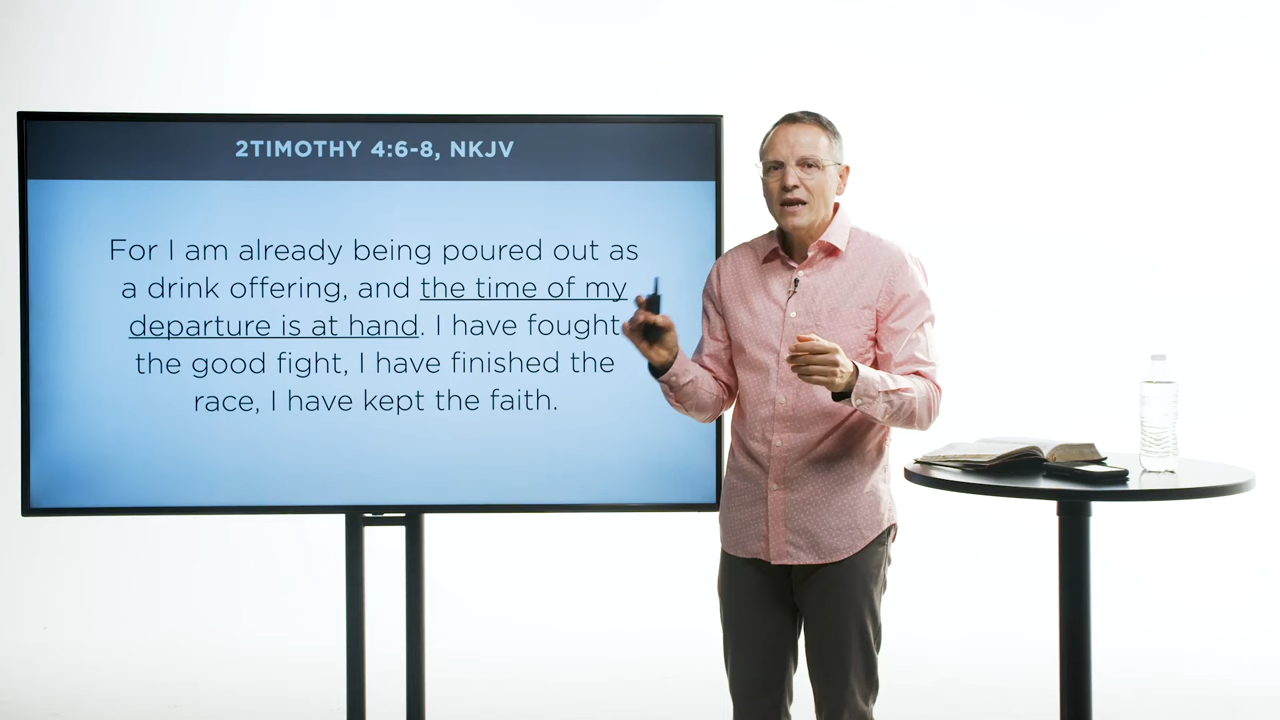 2TIMOTHY 4:6-8, NKJV
For I am already being poured out as
a drink offering, and the time of my
departure is at hand. I have fought
the good fight, I have finished the
race, I have kept the faith.